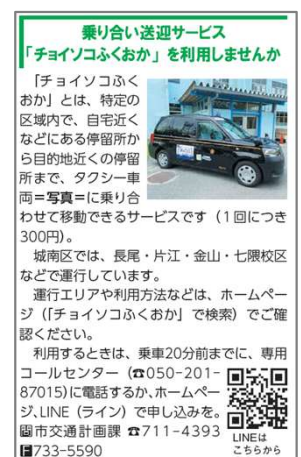 乗り合い送迎サービス
「チョイソコふくおか」を利用しませんか
「チョイソコふく
おか」とは、特定の
区域内で、自宅近く
などにある停留所か
ら目的地近くの停留
所まで、タクシー車
両=写真=に乗り合
わせて移動できるサービスです（1回につき
300円）。
城南区では、長尾・片江・金山・七隈校区
などで運行しています。
運行エリアや利用方法などは、ホームペー
ジ（「チョイソコふくおか」で検索）でご確
認ください。
利用するときは、乗車20分前までに、専用
コールセンター（☎050-201-
87015)に電話するか、ホームペー
ジ、LINE（ライン）で申し込みを。
問市交通計画課 ☎711-4393
F733-5590
LINEは
こちらから